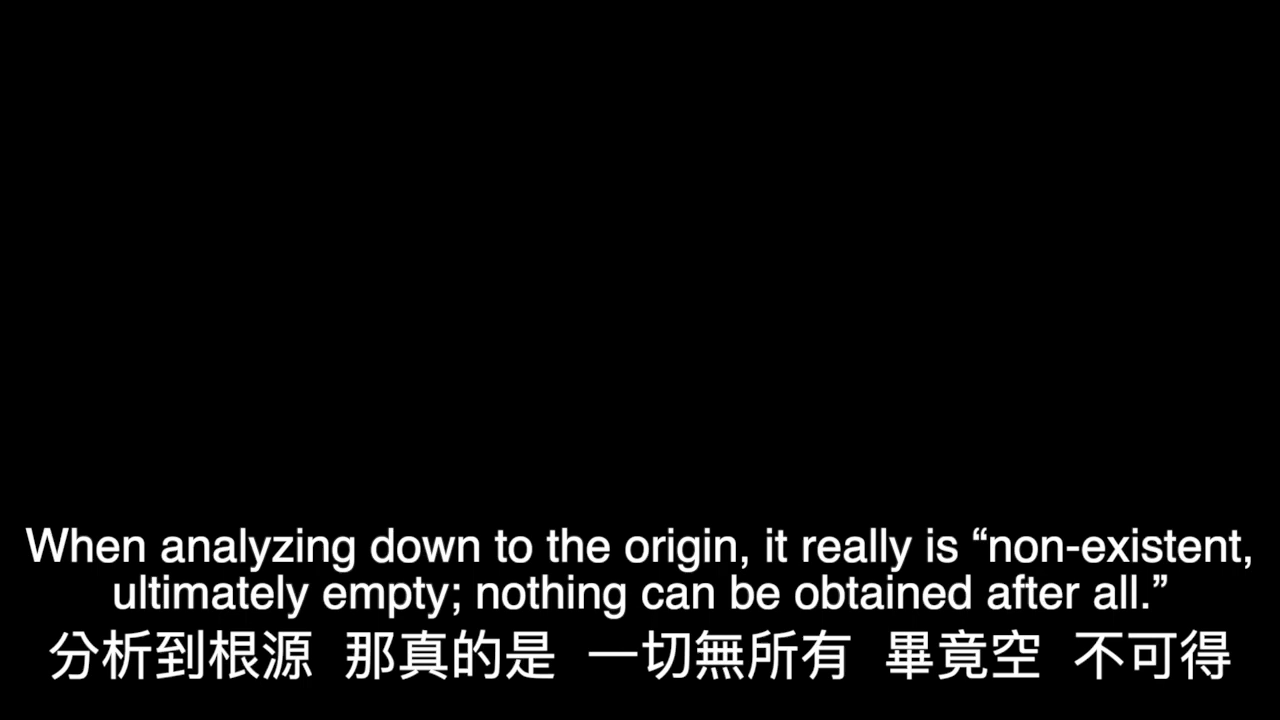 When analyzing down to the origin, it really is “non-existent,
ultimately empty; nothing can be obtained after all.”
分析到根源 那真的是 一切無所有 畢竟空 不可得